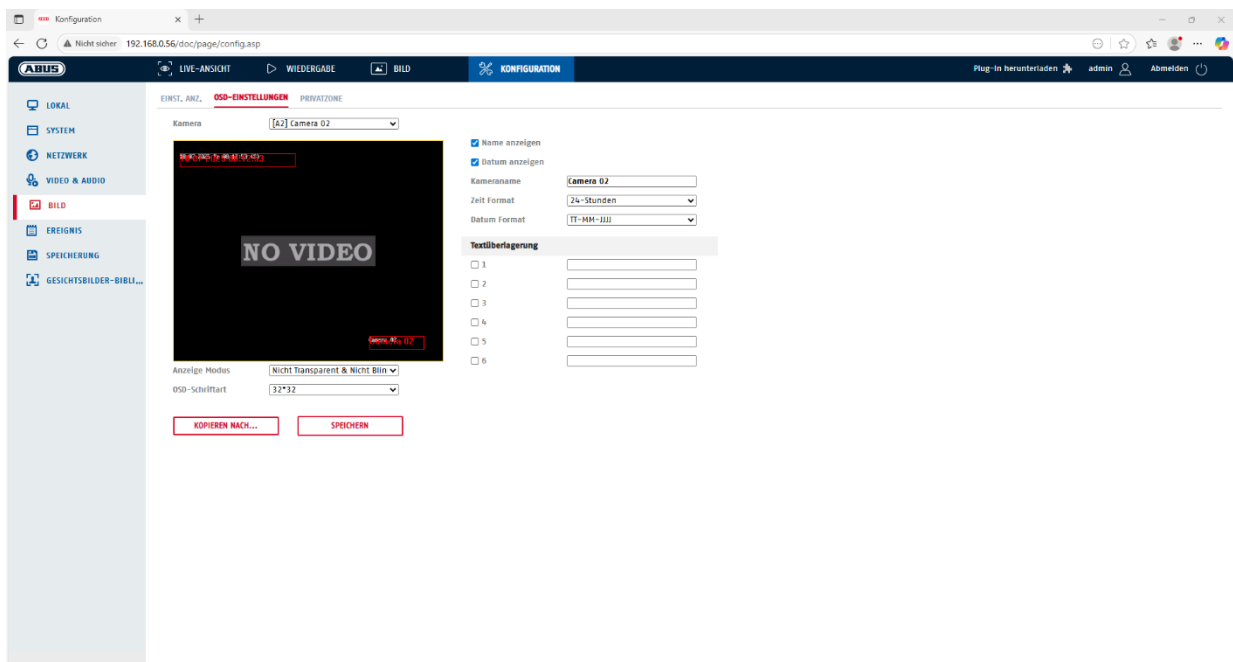 Konfiguration
Nicht sicher 192.168.0.56/doc/page/config.asp
ABUS LIVE-ANSICHT WIEDERGABE BILD KONFIGURATION Plug-In herunterladen admin Abmelden
LOKAL
SYSTEM
NETZWERK
VIDEO & AUDIO
BILD
EREIGNIS
SPEICHERUNG
GESICHTSBILDER-BIBLI...
EINST. ANZ. OSD-EINSTELLUNGEN PRIVATZONE
Kamera [A2] Camera 02
NO VIDEO
Camera 02
Anzeige Modus Nicht Transparent & Nicht Blin
OSD-Schriftart 32*32
KOPIEREN NACH... SPEICHERN
Name anzeigen
Datum anzeigen
Kameraname Camera 02
Zeit Format 24-Stunden
Datum Format TT-MM-JJJJ
Textüberlagerung
1
2
3
4
5
6